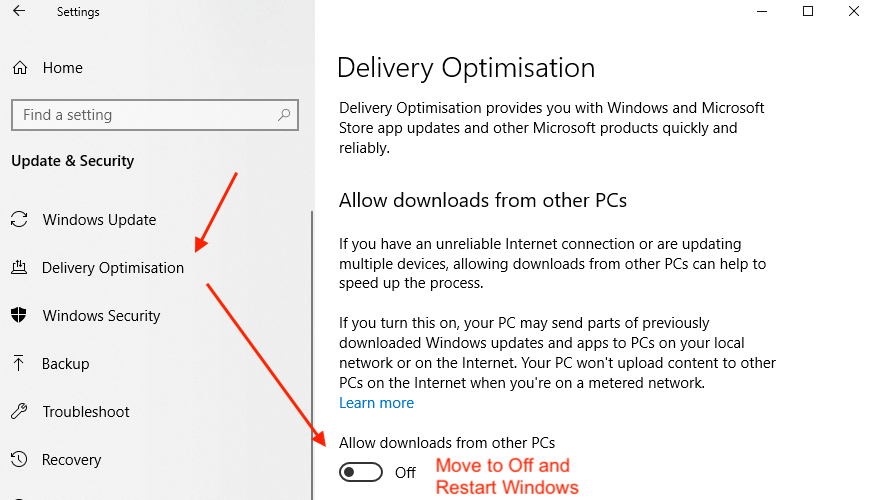 Settings
Home
Find a setting
Update & Security
Windows Update
Delivery Optimisation
Windows Security
Backup
Troubleshoot
Recovery
Delivery Optimisation
Delivery Optimisation provides you with Windows and Microsoft
Store app updates and other Microsoft products quickly and
reliably.
Allow downloads from other PCs
If you have an unreliable Internet connection or are updating
multiple devices, allowing downloads from other PCs can help to
speed up the process.
If you turn this on, your PC may send parts of previously
downloaded Windows updates and apps to PCs on your local
network or on the Internet. Your PC won't upload content to other
PCs on the Internet when you're on a metered network.
Learn more
Allow downloads from other PCs
Off
Move to Off and
Restart Windows